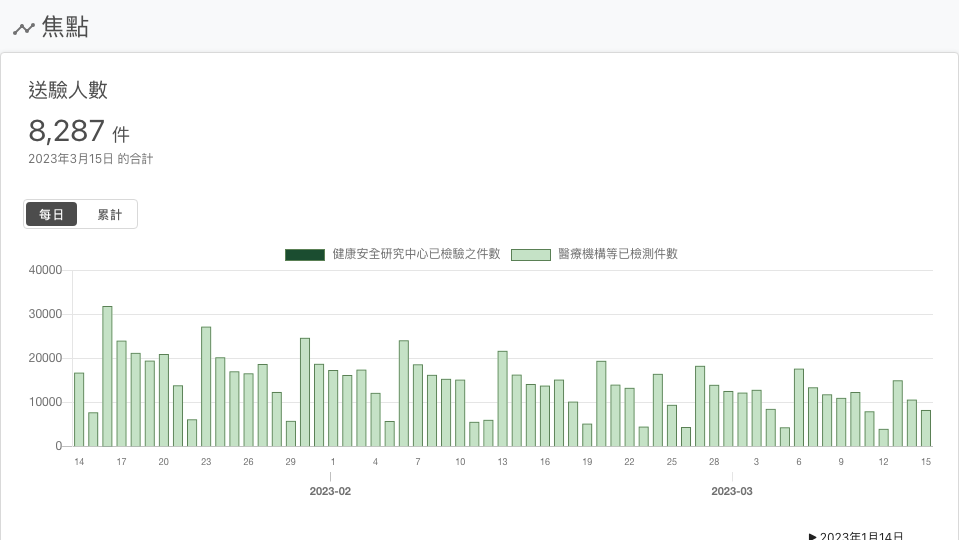 焦點
送驗人數
8,287 件
2023年3月15日 的合計
每日 累計
健康安全研究中心已檢驗之件數 醫療機構等已檢測件數
40000
30000
20000
10000
0
14 17 20 23 26 29 1 4 7 10 13 16 19 22 25 28 3 6 9 12 15
2023-02 2023-03
▶ 2023年1月14日